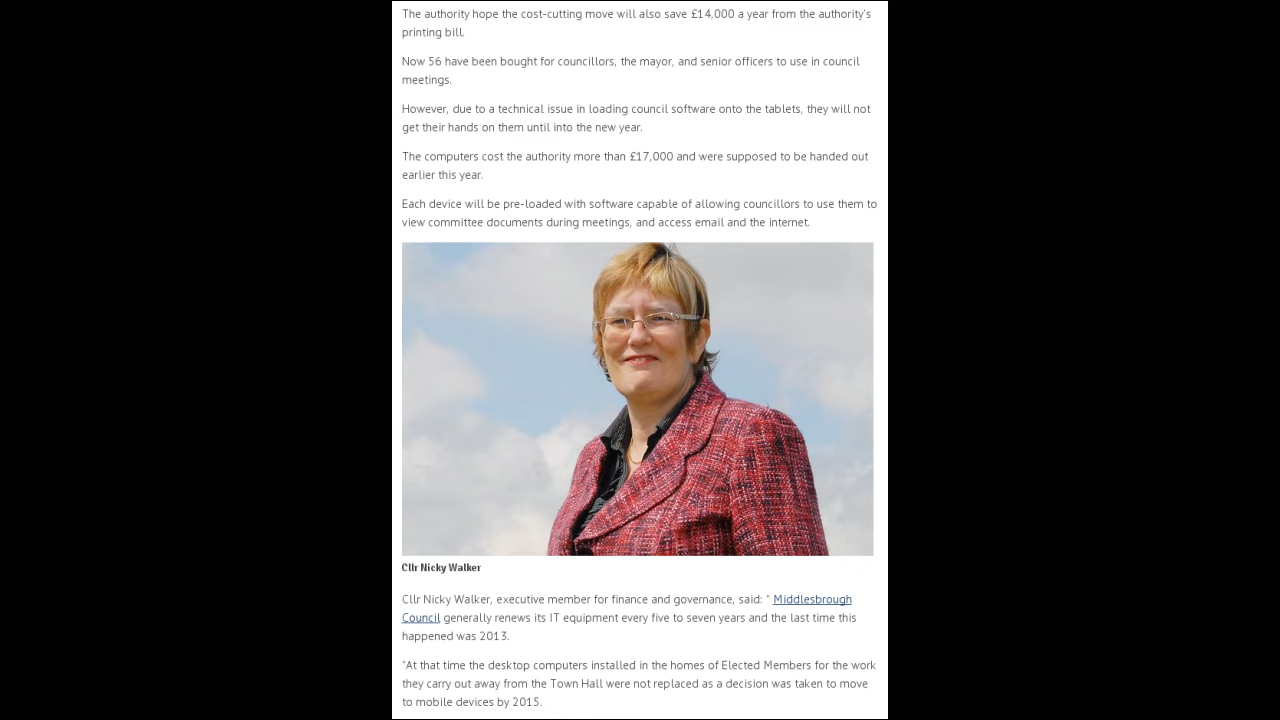 The authority hope the cost-cutting move will also save £14,000 a year from the authority's
printing bill.
Now 56 have been bought for councillors, the mayor, and senior officers to use in council
meetings.
However, due to a technical issue in loading council software onto the tablets, they will not
get their hands on them until into the new year.
The computers cost the authority more than £17,000 and were supposed to be handed out
earlier this year.
Each device will be pre-loaded with software capable of allowing councillors to use them to
view committee documents during meetings, and access email and the internet.
Cllr Nicky Walker
Cllr Nicky Walker, executive member for finance and governance, said: " Middlesbrough
Council generally renews its IT equipment every five to seven years and the last time this
happened was 2013.
"At that time the desktop computers installed in the homes of Elected Members for the work
they carry out away from the Town Hall were not replaced as a decision was taken to move
to mobile devices by 2015.